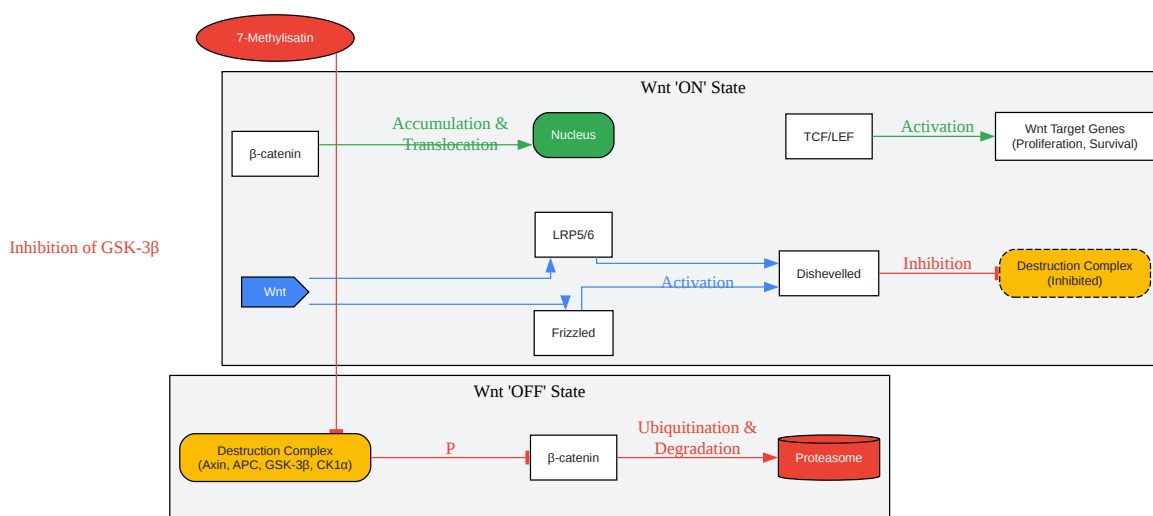 7-Methylisatin
Wnt 'ON' State
Accumulation &
Translocation
β-catenin
Nucleus
TCF/LEF
Activation
Wnt Target Genes
(Proliferation, Survival)
Inhibition of GSK-3β
Wnt
LRP5/6
Frizzled
Activation
Dishevelled
Inhibition
Destruction Complex
(Inhibited)
Wnt 'OFF' State
Destruction Complex
(Axin, APC, GSK-3β, CK1α)
P
β-catenin
Ubiquitination &
Degradation
Proteasome